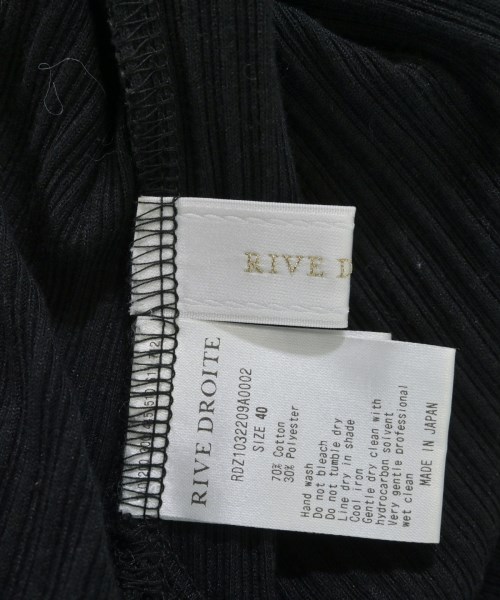 RIVE D
RIVE DROITE
RDZ1032209A0002
SIZE 40
70% Cotton
30% Polyester
Hand wash
Do not bleach
Do not tumble dry
Line dry in shade
Cool iron
Gentle dry clean with
hydrocarbon solvent
Very gentle professional
wet clean
MADE IN JAPAN